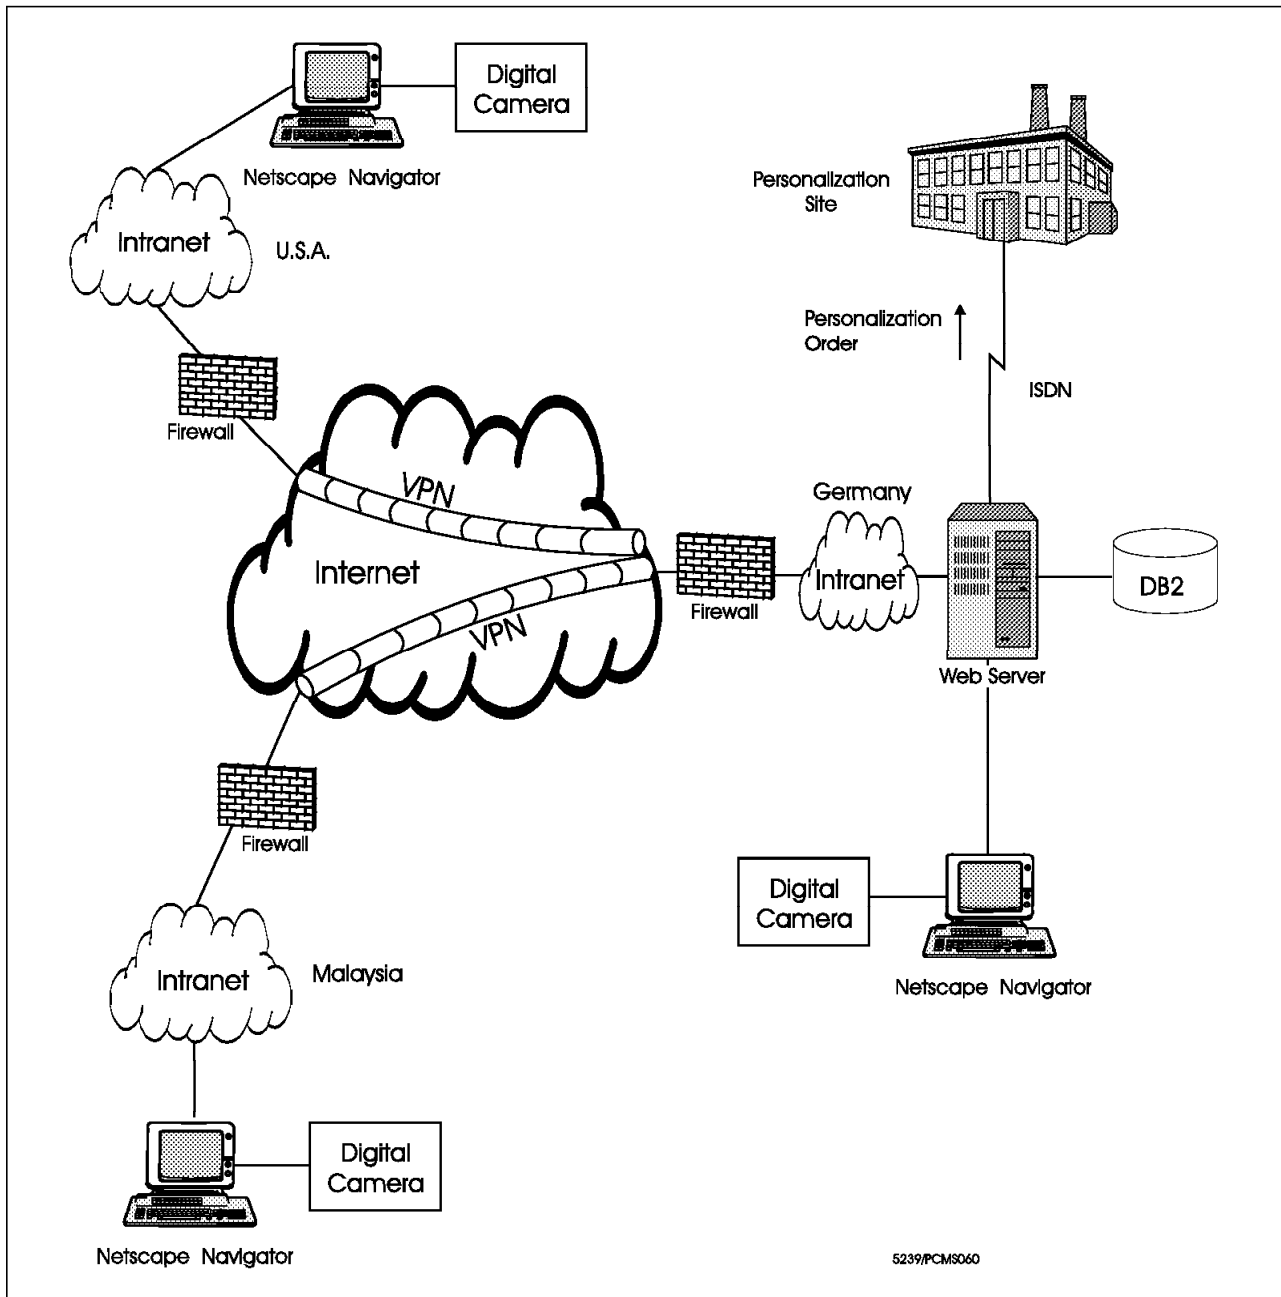 Digital
Camera
Netscape Navigator
Personalization
Site
Intranet
U.S.A.
Personalization
Order
ISDN
Firewall
VPN
Germany
Internet
Intranet
DB2
Firewall
VPN
Web Server
Firewall
Digital
Camera
Intranet
Malaysia
Netscape Navigator
Digital
Camera
Netscape Navigator
5239/PCMS060